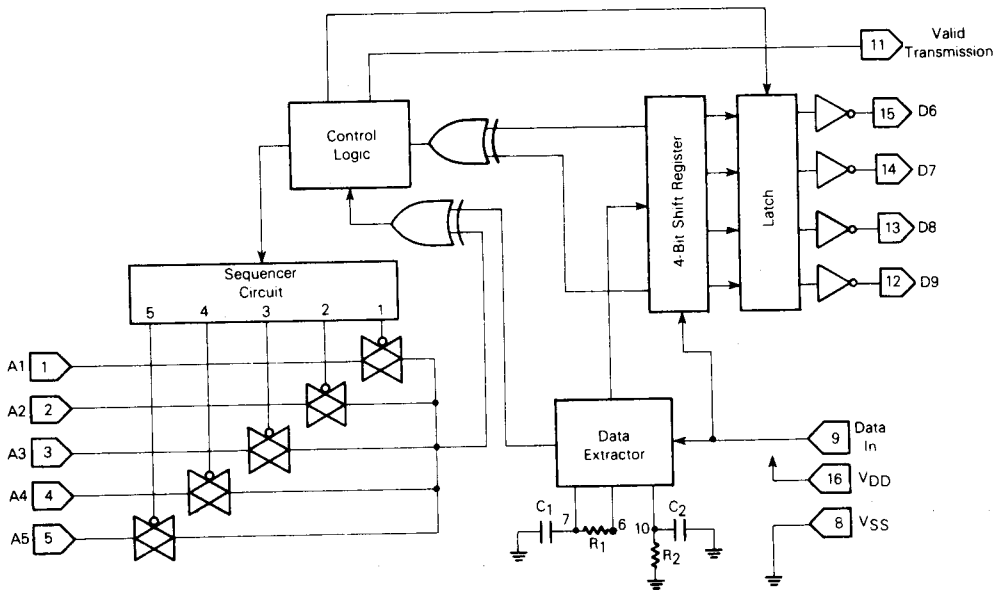 11
Valid
Transmission
Control
Logic
4-Bit Shift Register
Latch
15 D6
14 D7
13 D8
12 D9
Sequencer
Circuit
5 4 3 2 1
A1 1
A2 2
A3 3
A4 4
A5 5
Data
Extractor
9 Data
In
16 VDD
8 VSS
C1 7 R1 6 10 C2
R2